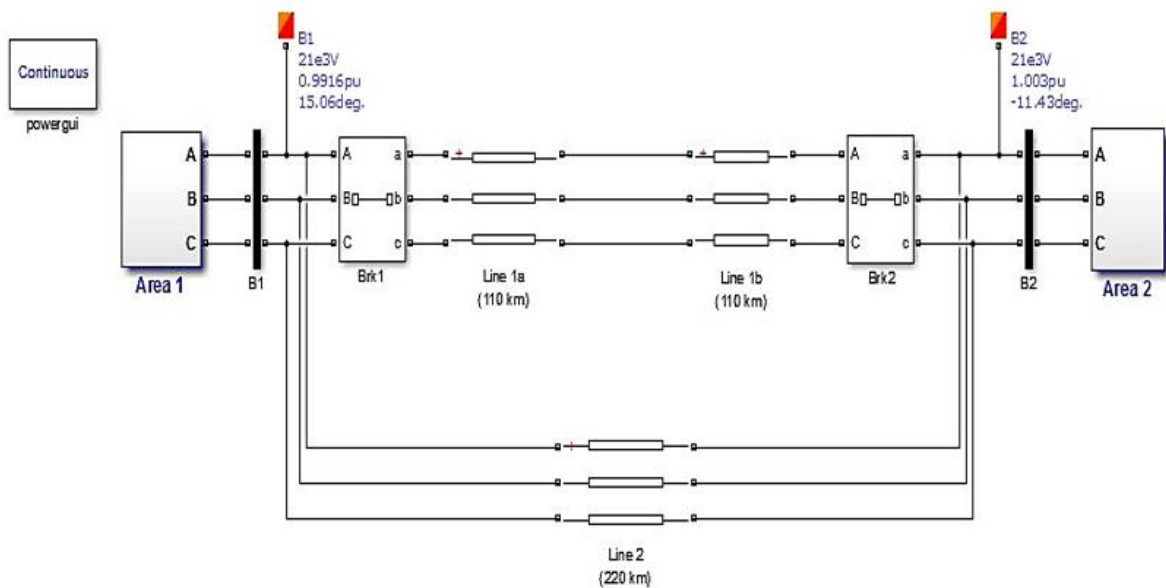 B1
21e3V
0.9916pu
15.06deg.
B2
21e3V
1.003pu
-11.43deg.
Continuous
powergui
A
B
C
Area 1
B1
A
B
C
a
b
c
Brk1
Line 1a
(110 km)
Line 1b
(110 km)
A
B
C
a
b
c
Brk2
B2
A
B
C
Area 2
Line 2
(220 km)